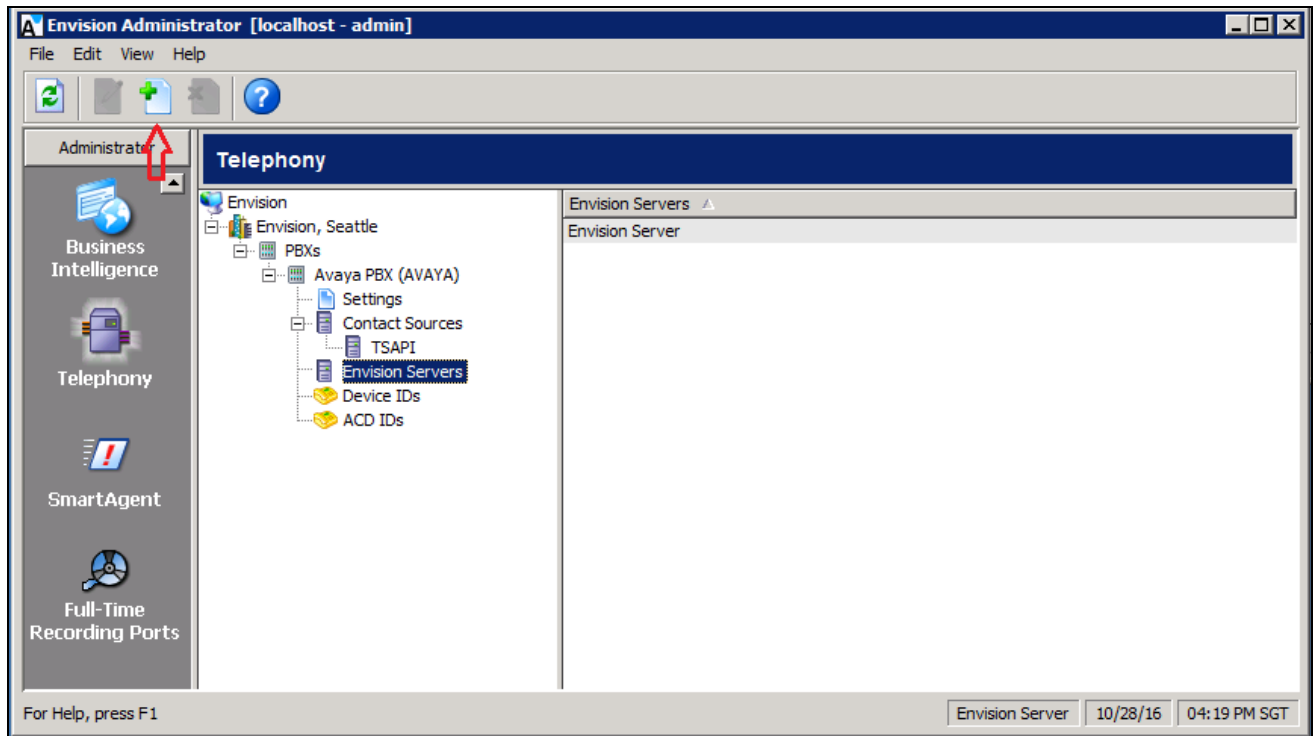 Envision Administrator [localhost - admin]
File Edit View Help
Administrator
Business
Intelligence
Telephony
SmartAgent
Full-Time
Recording Ports
Telephony
Envision
Envision, Seattle
PBXs
Avaya PBX (AVAYA)
Settings
Contact Sources
TSAPI
Envision Servers
Device IDs
ACD IDs
Envision Servers
Envision Server
For Help, press F1
Envision Server 10/28/16 04:19 PM SGT